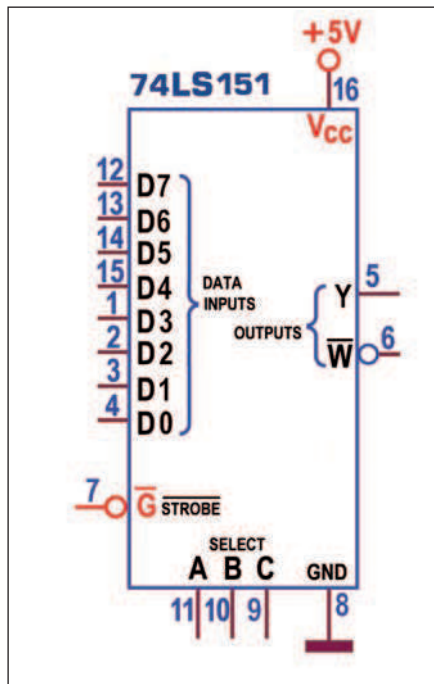 +5V
74LS151
16
VCC
12 D7
13 D6
14 D5
15 D4
1 D3
2 D2
3 D1
4 D0
DATA
INPUTS
OUTPUTS
Y 5
W̅ 6
7 G̅ S̅T̅R̅O̅B̅E̅
SELECT
A B C GND
11 10 9 8